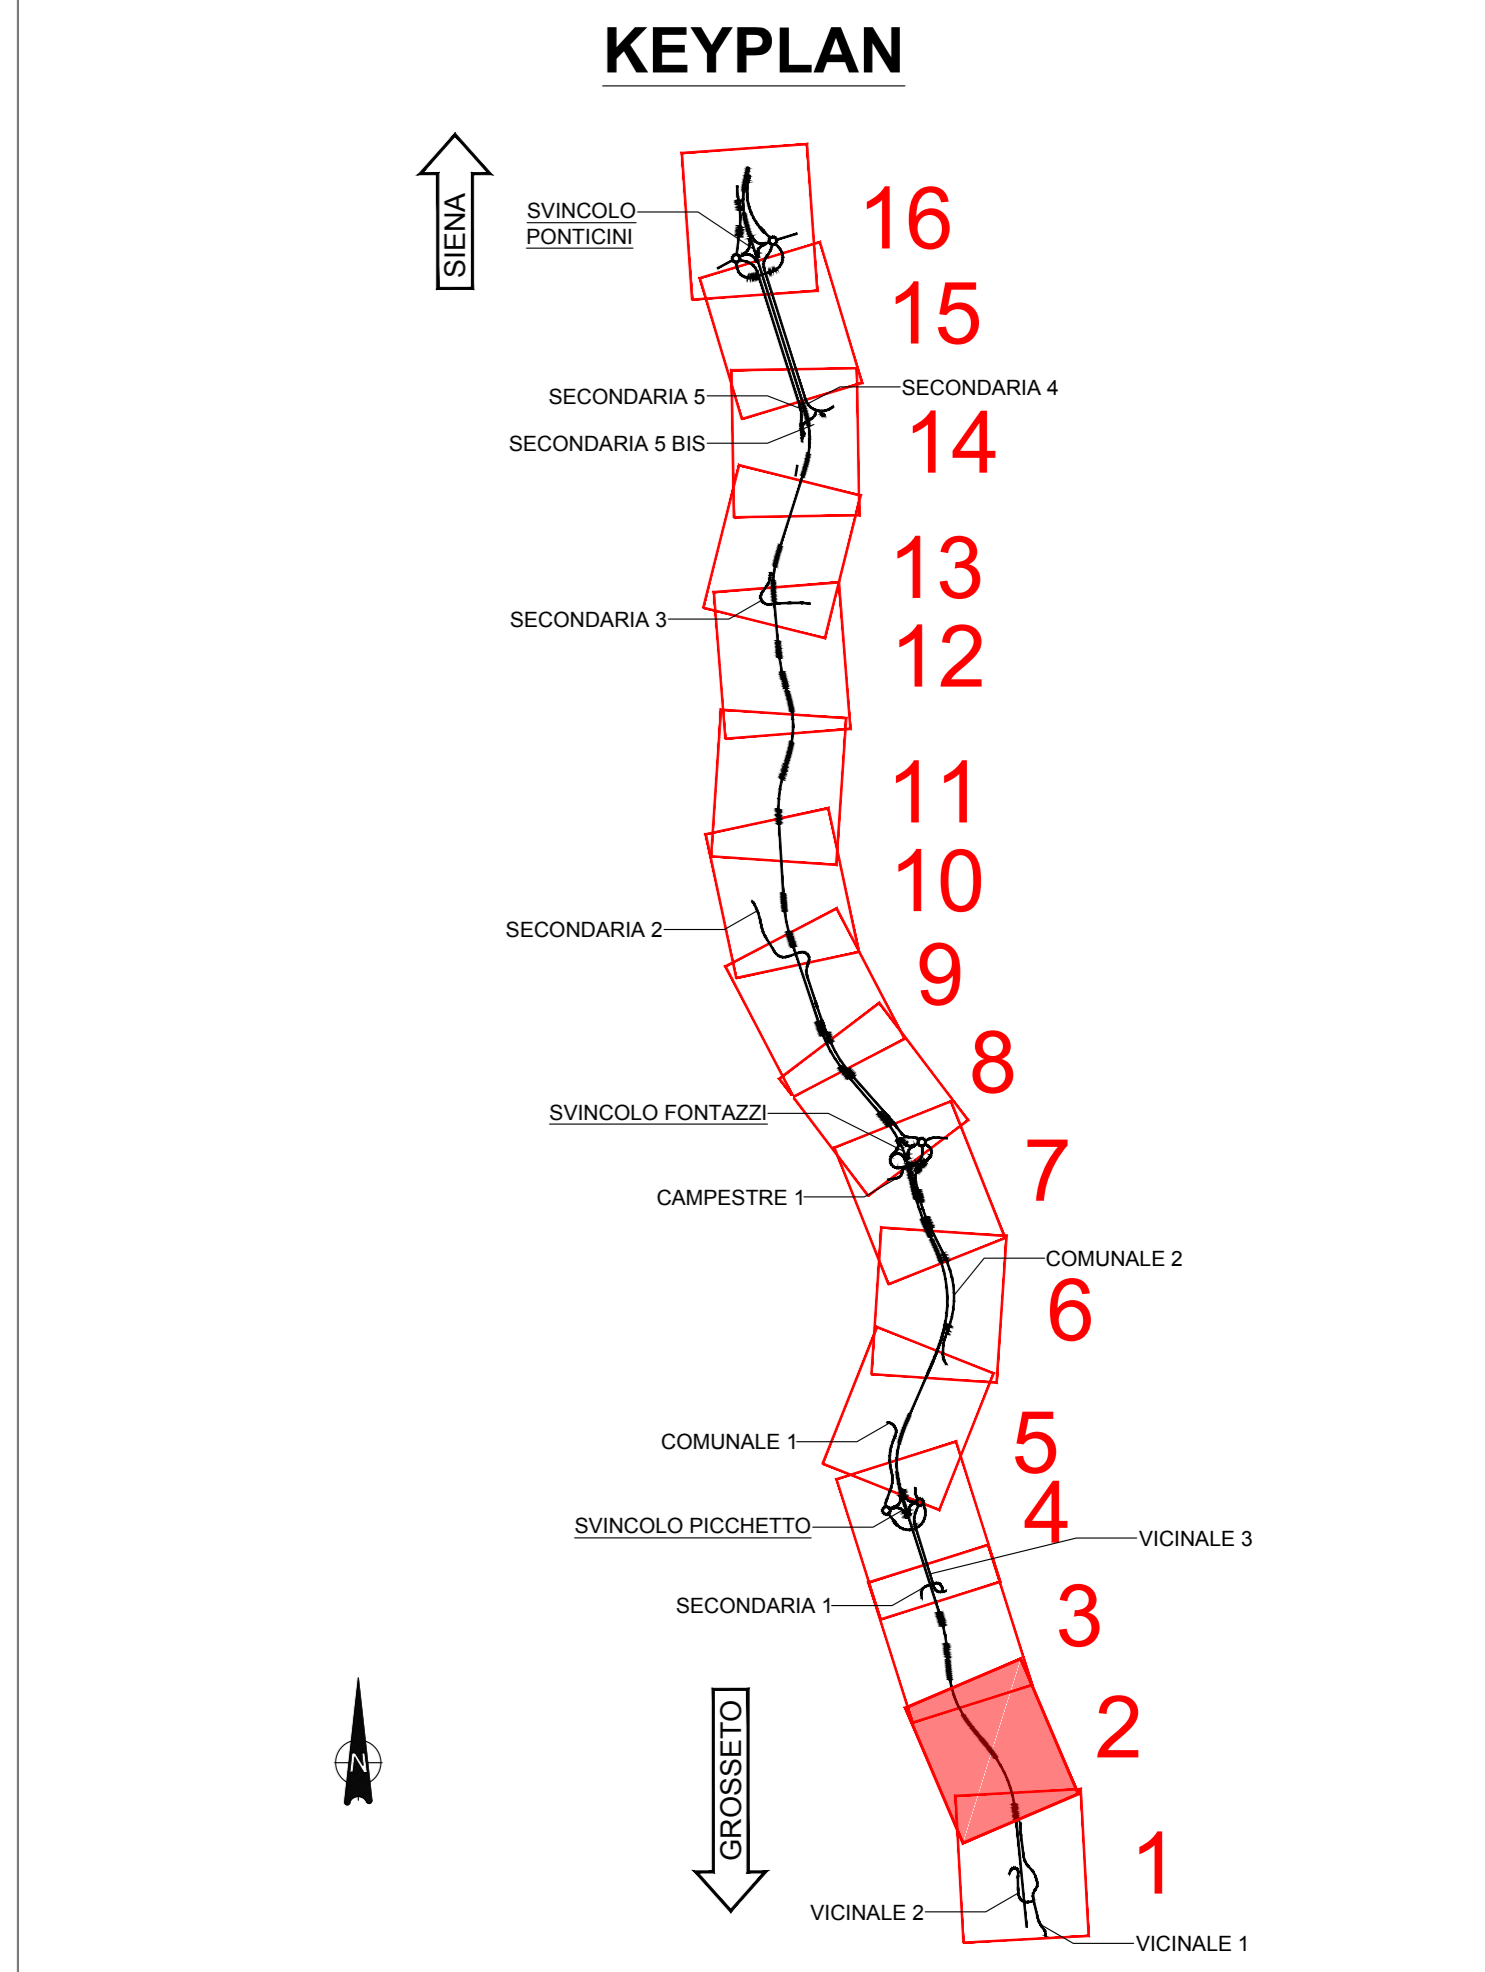 KEYPLAN
SIENA
SVINCOLO
PONTICINI
16
15
SECONDARIA 5
SECONDARIA 4
SECONDARIA 5 BIS
14
13
SECONDARIA 3
12
11
10
SECONDARIA 2
9
8
SVINCOLO FONTAZZI
7
CAMPESTRE 1
COMUNALE 2
6
COMUNALE 1
5
4
SVINCOLO PICCHETTO
VICINALE 3
SECONDARIA 1
3
2
N
GROSSETO
1
VICINALE 2
VICINALE 1